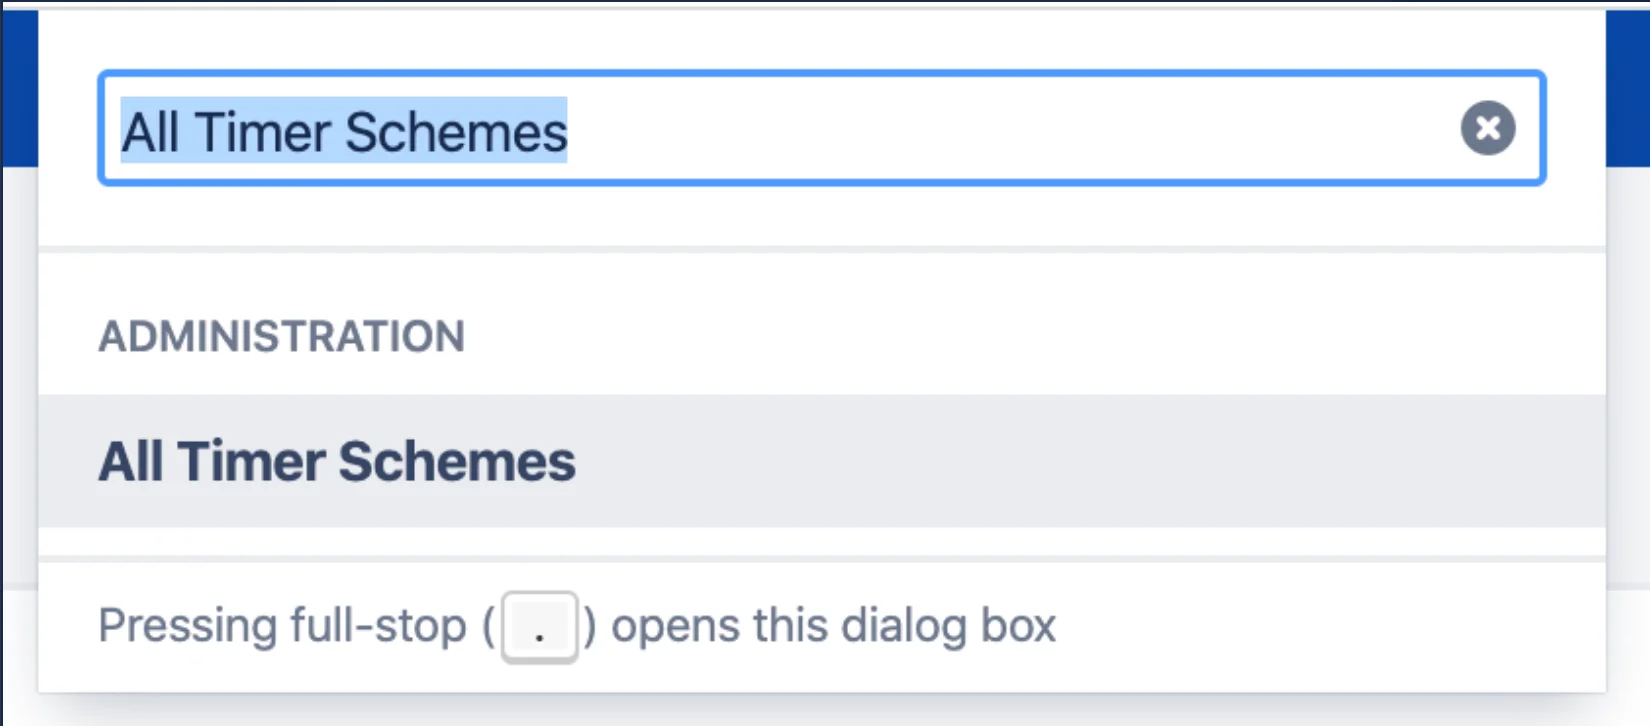 All Timer Schemes
ADMINISTRATION
All Timer Schemes
Pressing full-stop ( . ) opens this dialog box